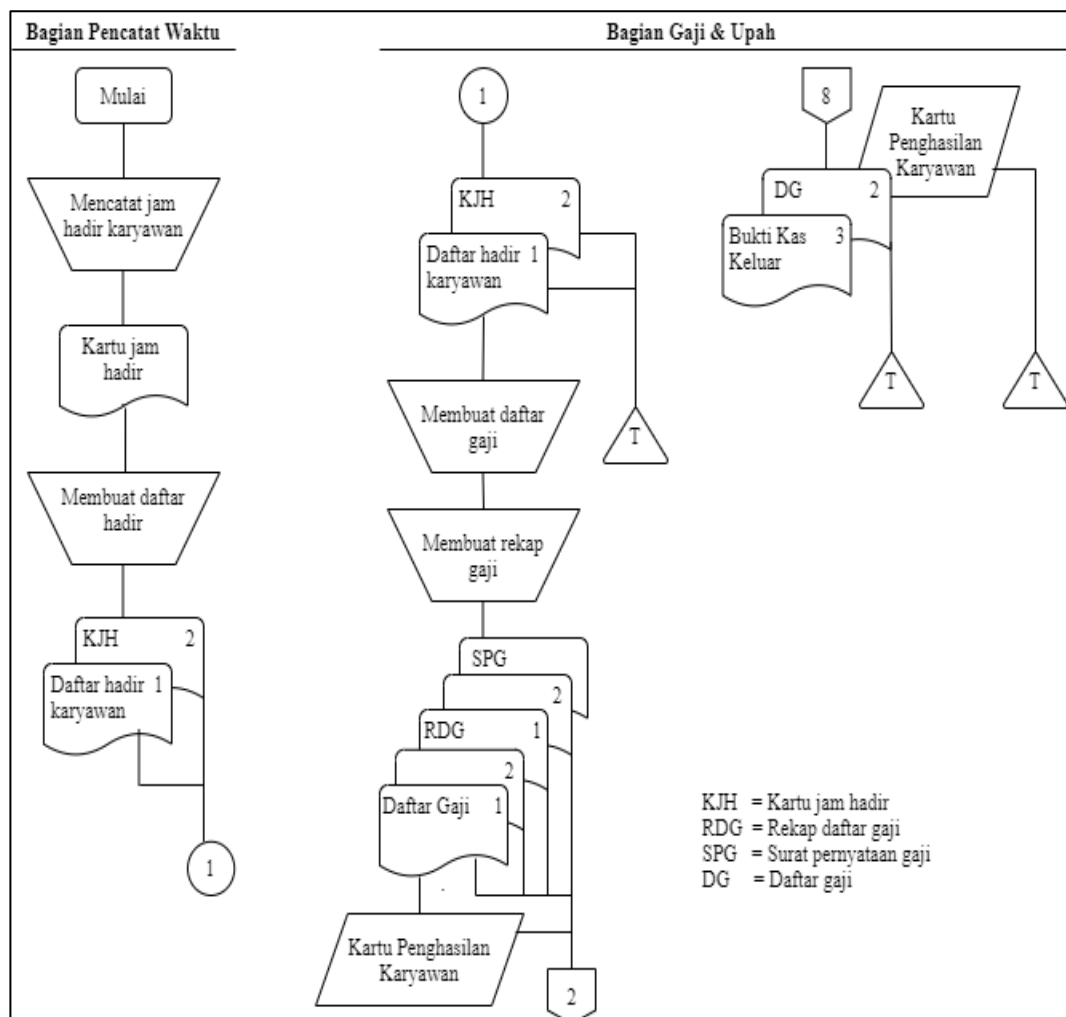 Bagian Pencatat Waktu
Mulai
Mencatat jam
hadir karyawan
Kartu jam
hadir
Membuat daftar
hadir
KJH 2
Daftar hadir 1
karyawan
1
Bagian Gaji & Upah
1
KJH 2
Daftar hadir 1
karyawan
T
Membuat daftar
gaji
Membuat rekap
gaji
SPG
2
RDG 1
2
Daftar Gaji 1
Kartu Penghasilan
Karyawan
2
8
Kartu
Penghasilan
Karyawan
DG 2
Bukti Kas 3
Keluar
T
T
KJH = Kartu jam hadir
RDG = Rekap daftar gaji
SPG = Surat pernyataan gaji
DG = Daftar gaji